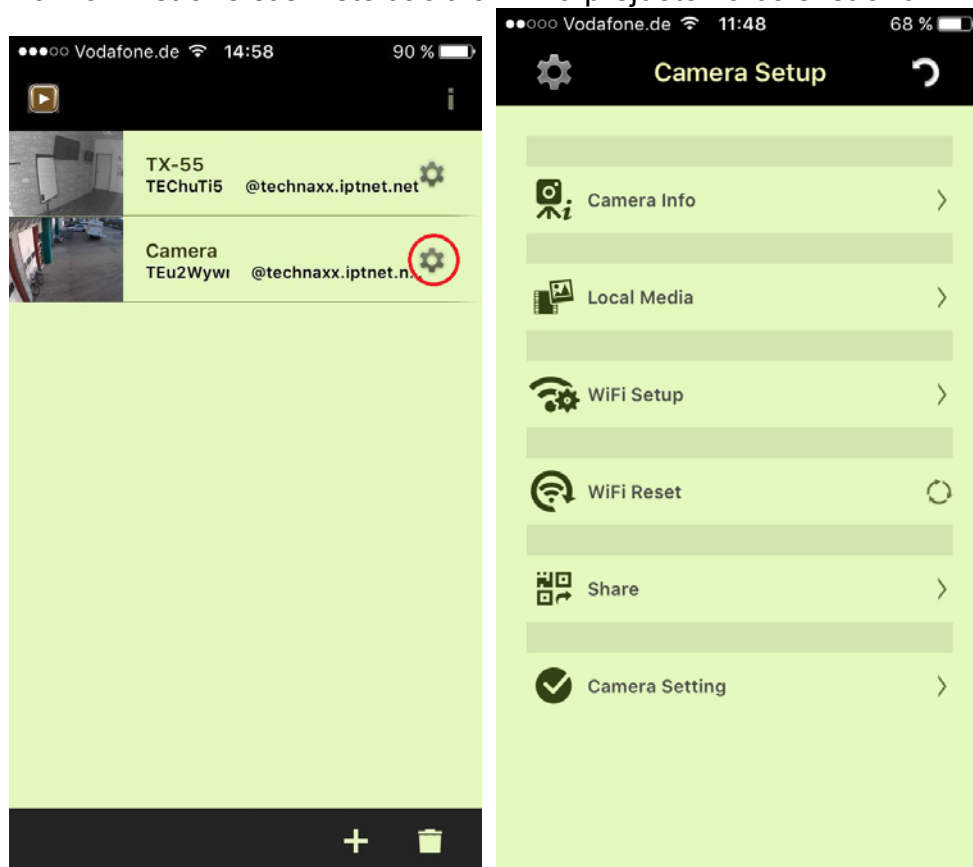 Vodafone.de 14:58 90 %
i
TX-55
TEChuTi5 @technaxx.iptnet.net
Camera
TEu2Wywı @technaxx.iptnet.n...
Vodafone.de 11:48 68 %
Camera Setup
Camera Info
Local Media
WiFi Setup
WiFi Reset
Share
Camera Setting